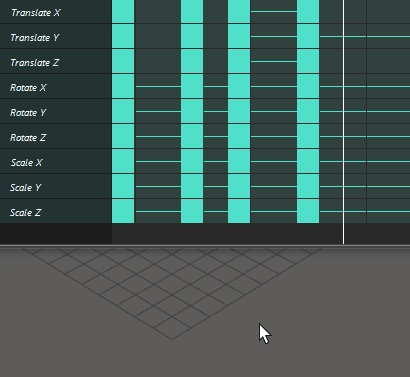 Translate X
Translate Y
Translate Z
Rotate X
Rotate Y
Rotate Z
Scale X
Scale Y
Scale Z